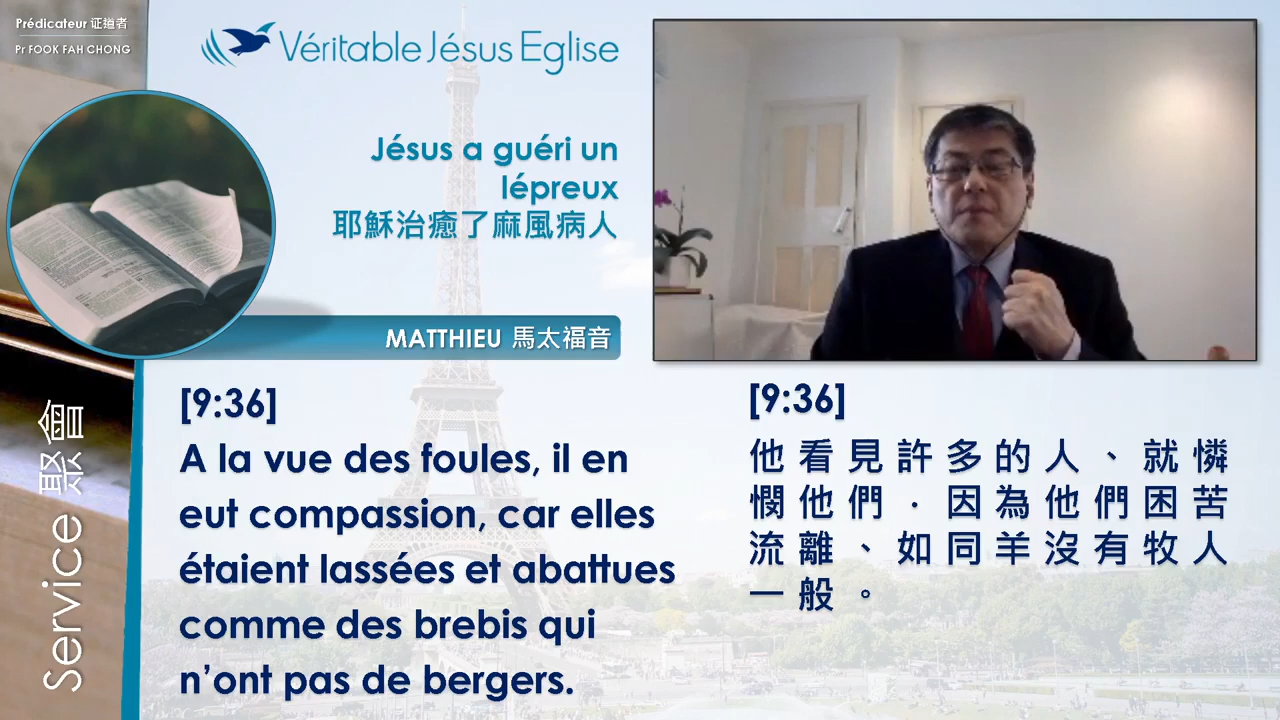 Prédicateur 证道者
Pr FOOK FAH CHONG
Véritable Jésus Eglise
Jésus a guéri un
lépreux
耶穌治癒了麻風病人
MATTHIEU 馬太福音
Service 聚會
[9:36]
A la vue des foules, il en
eut compassion, car elles
étaient lassées et abattues
comme des brebis qui
n’ont pas de bergers.
[9:36]
他看見許多的人、就憐
憫他們．因為他們困苦
流離、如同羊沒有牧人
一般。